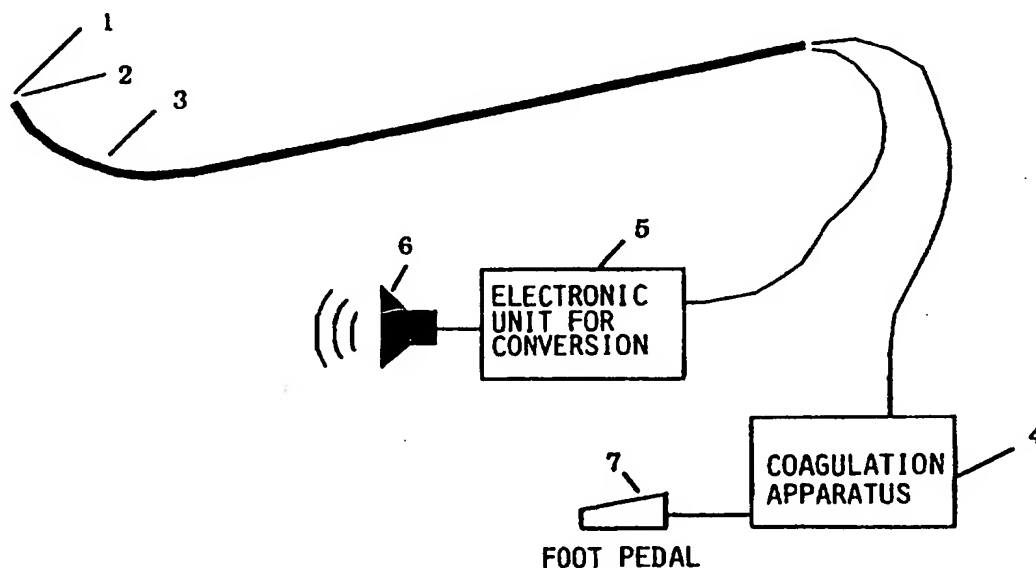 1
2
3
6
5
ELECTRONIC
UNIT FOR
CONVERSION
4
COAGULATION
APPARATUS
7
FOOT PEDAL